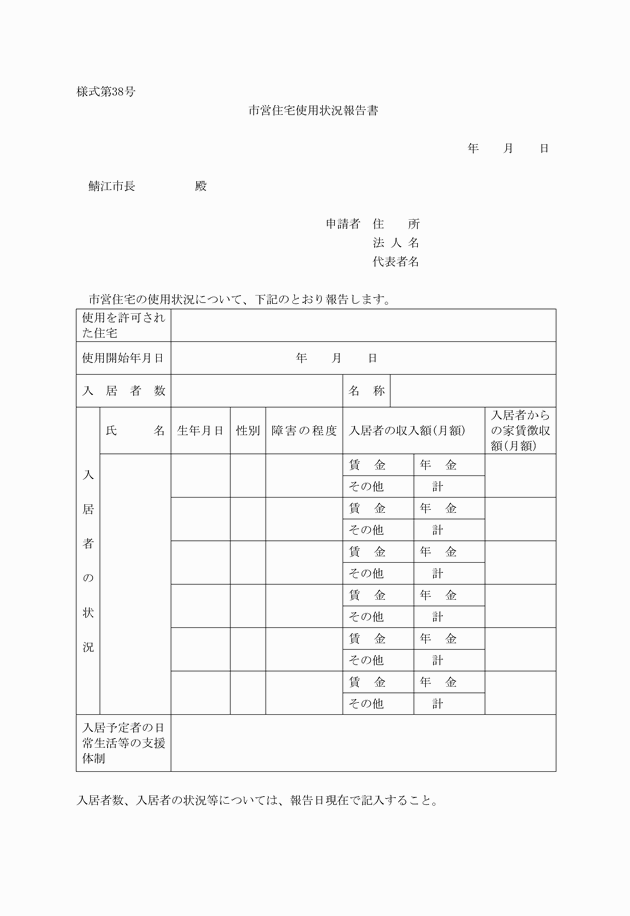 様式第38号
市営住宅使用状況報告書
年　　月　　日
鯖江市長　　　　　殿
申請者　住　　所
法 人 名
代表者名
市営住宅の使用状況について、下記のとおり報告します。
使用を許可され
た住宅
使用開始年月日　　年　　月　　日
入　居　者　数　　名　称
入居者の状況
氏　　　名　生年月日　性別　障害の程度　入居者の収入額(月額)　入居者から
の家賃徴収
額(月額)
賃　金　年　金
その他　計
賃　金　年　金
その他　計
賃　金　年　金
その他　計
賃　金　年　金
その他　計
賃　金　年　金
その他　計
賃　金　年　金
その他　計
入居予定者の日
常生活等の支援
体制
入居者数、入居者の状況等については、報告日現在で記入すること。